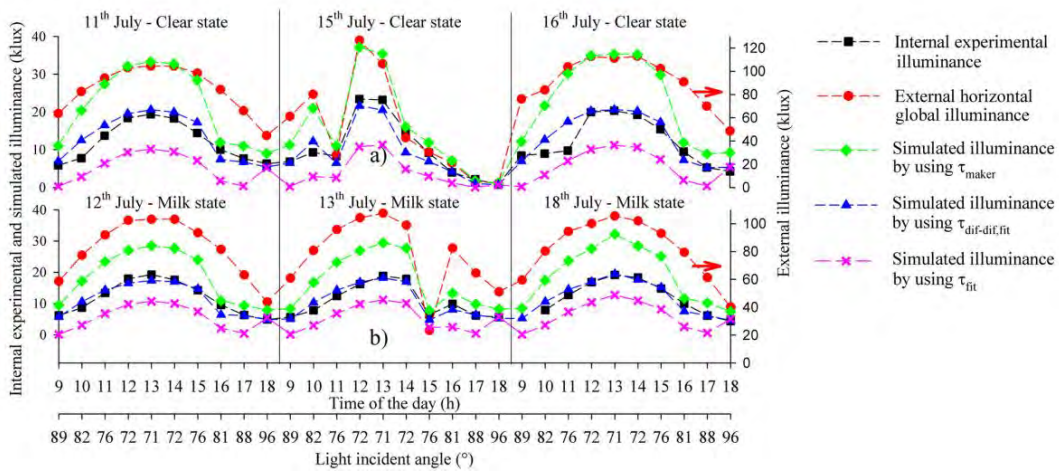 11th July - Clear state 15th July - Clear state 16th July - Clear state
40
30
20
10
0
120
100
80
60
40
20
0
a)
12th July - Milk state 13th July - Milk state 18th July - Milk state
40
30
20
10
0
100
80
60
40
20
0
b)
Internal experimental and simulated illuminance (klux)
External illuminance (klux)
9 10 11 12 13 14 15 16 17 18 9 10 11 12 13 14 15 16 17 18 9 10 11 12 13 14 15 16 17 18
Time of the day (h)
89 82 76 72 71 72 76 81 88 96 89 82 76 72 71 72 76 81 88 96 89 82 76 72 71 72 76 81 88 96
Light incident angle (°)
Internal experimental
illuminance
External horizontal
global illuminance
Simulated illuminance
by using τmaker
Simulated illuminance
by using τdif-dif,fit
Simulated illuminance
by using τfit